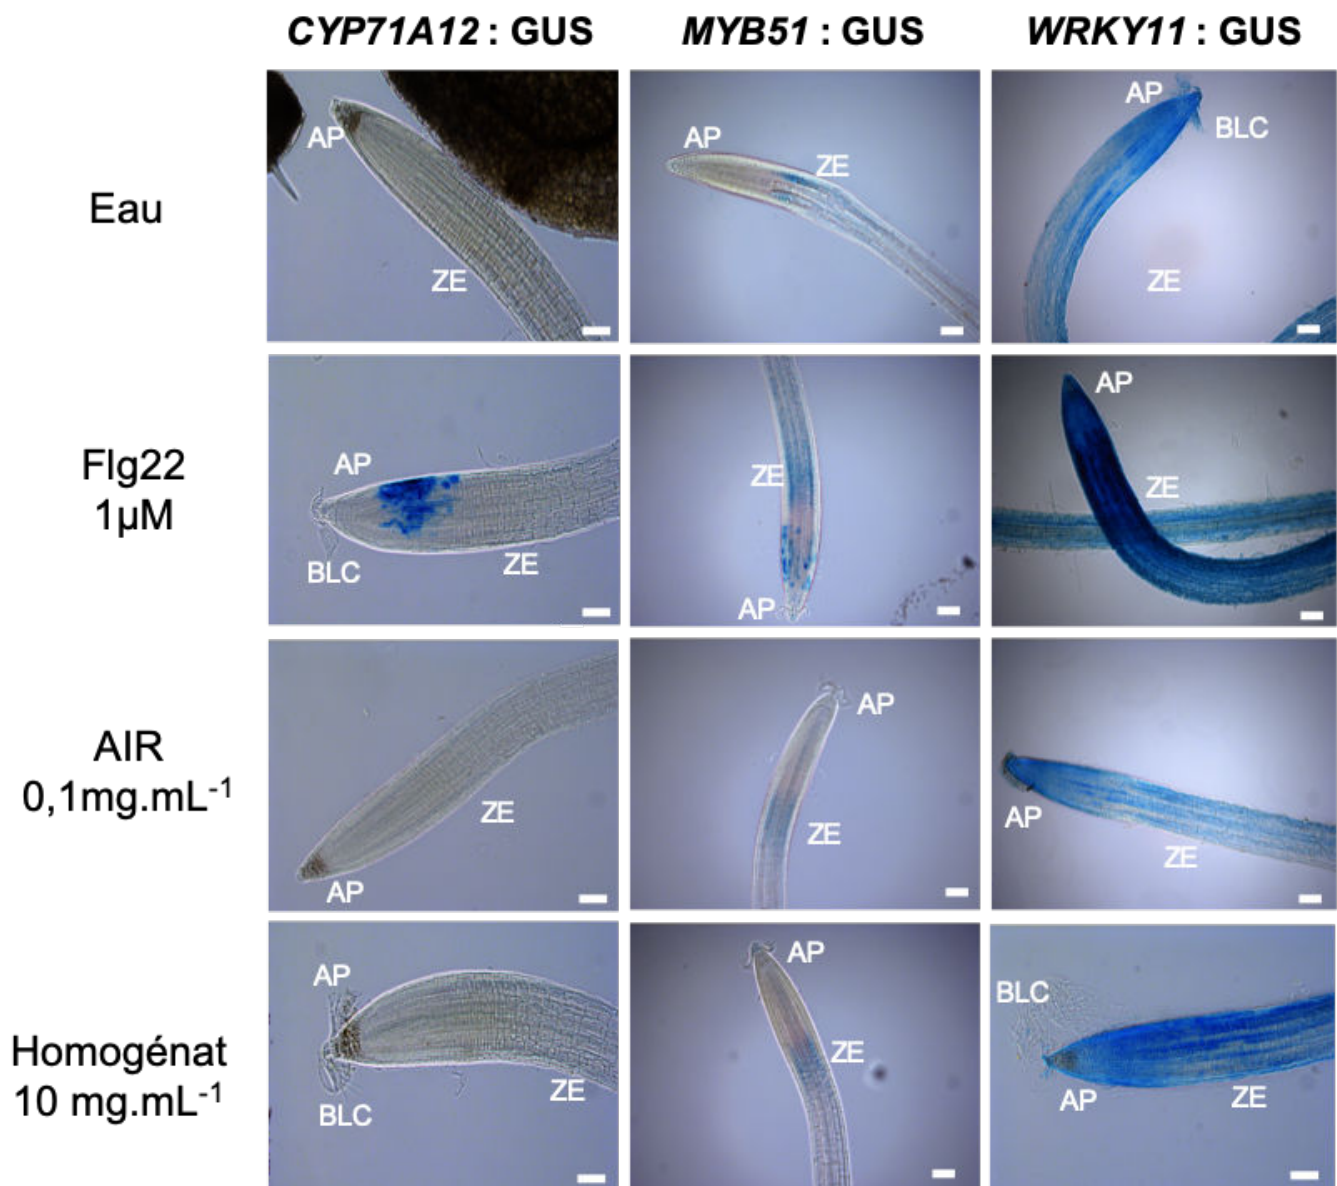 CYP71A12 : GUS
MYB51 : GUS
WRKY11 : GUS
Eau
AP
ZE
AP
ZE
AP
BLC
ZE
Flg22
1µM
AP
BLC
ZE
ZE
AP
AP
ZE
AIR
0,1mg.mL-1
ZE
AP
AP
ZE
AP
ZE
Homogénat
10 mg.mL-1
AP
BLC
ZE
AP
ZE
BLC
AP
ZE